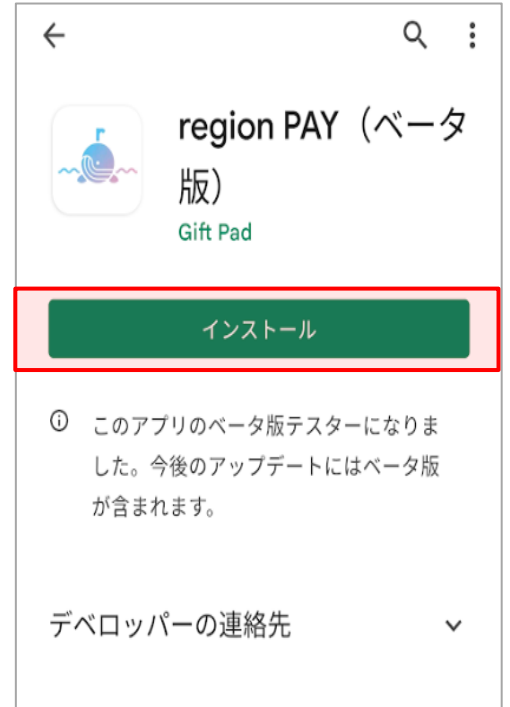 region PAY（ベータ
版）
Gift Pad
インストール
このアプリのベータ版テスターになりま
した。今後のアップデートにはベータ版
が含まれます。
デベロッパーの連絡先